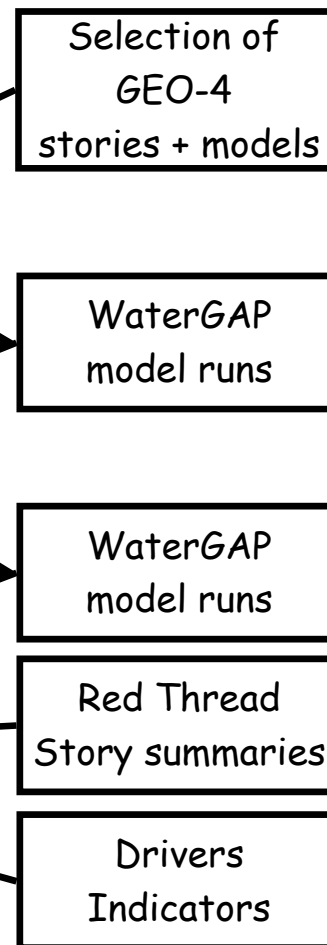 Selection of
GEO-4
stories + models
WaterGAP
model runs
WaterGAP
model runs
Red Thread
Story summaries
Drivers
Indicators